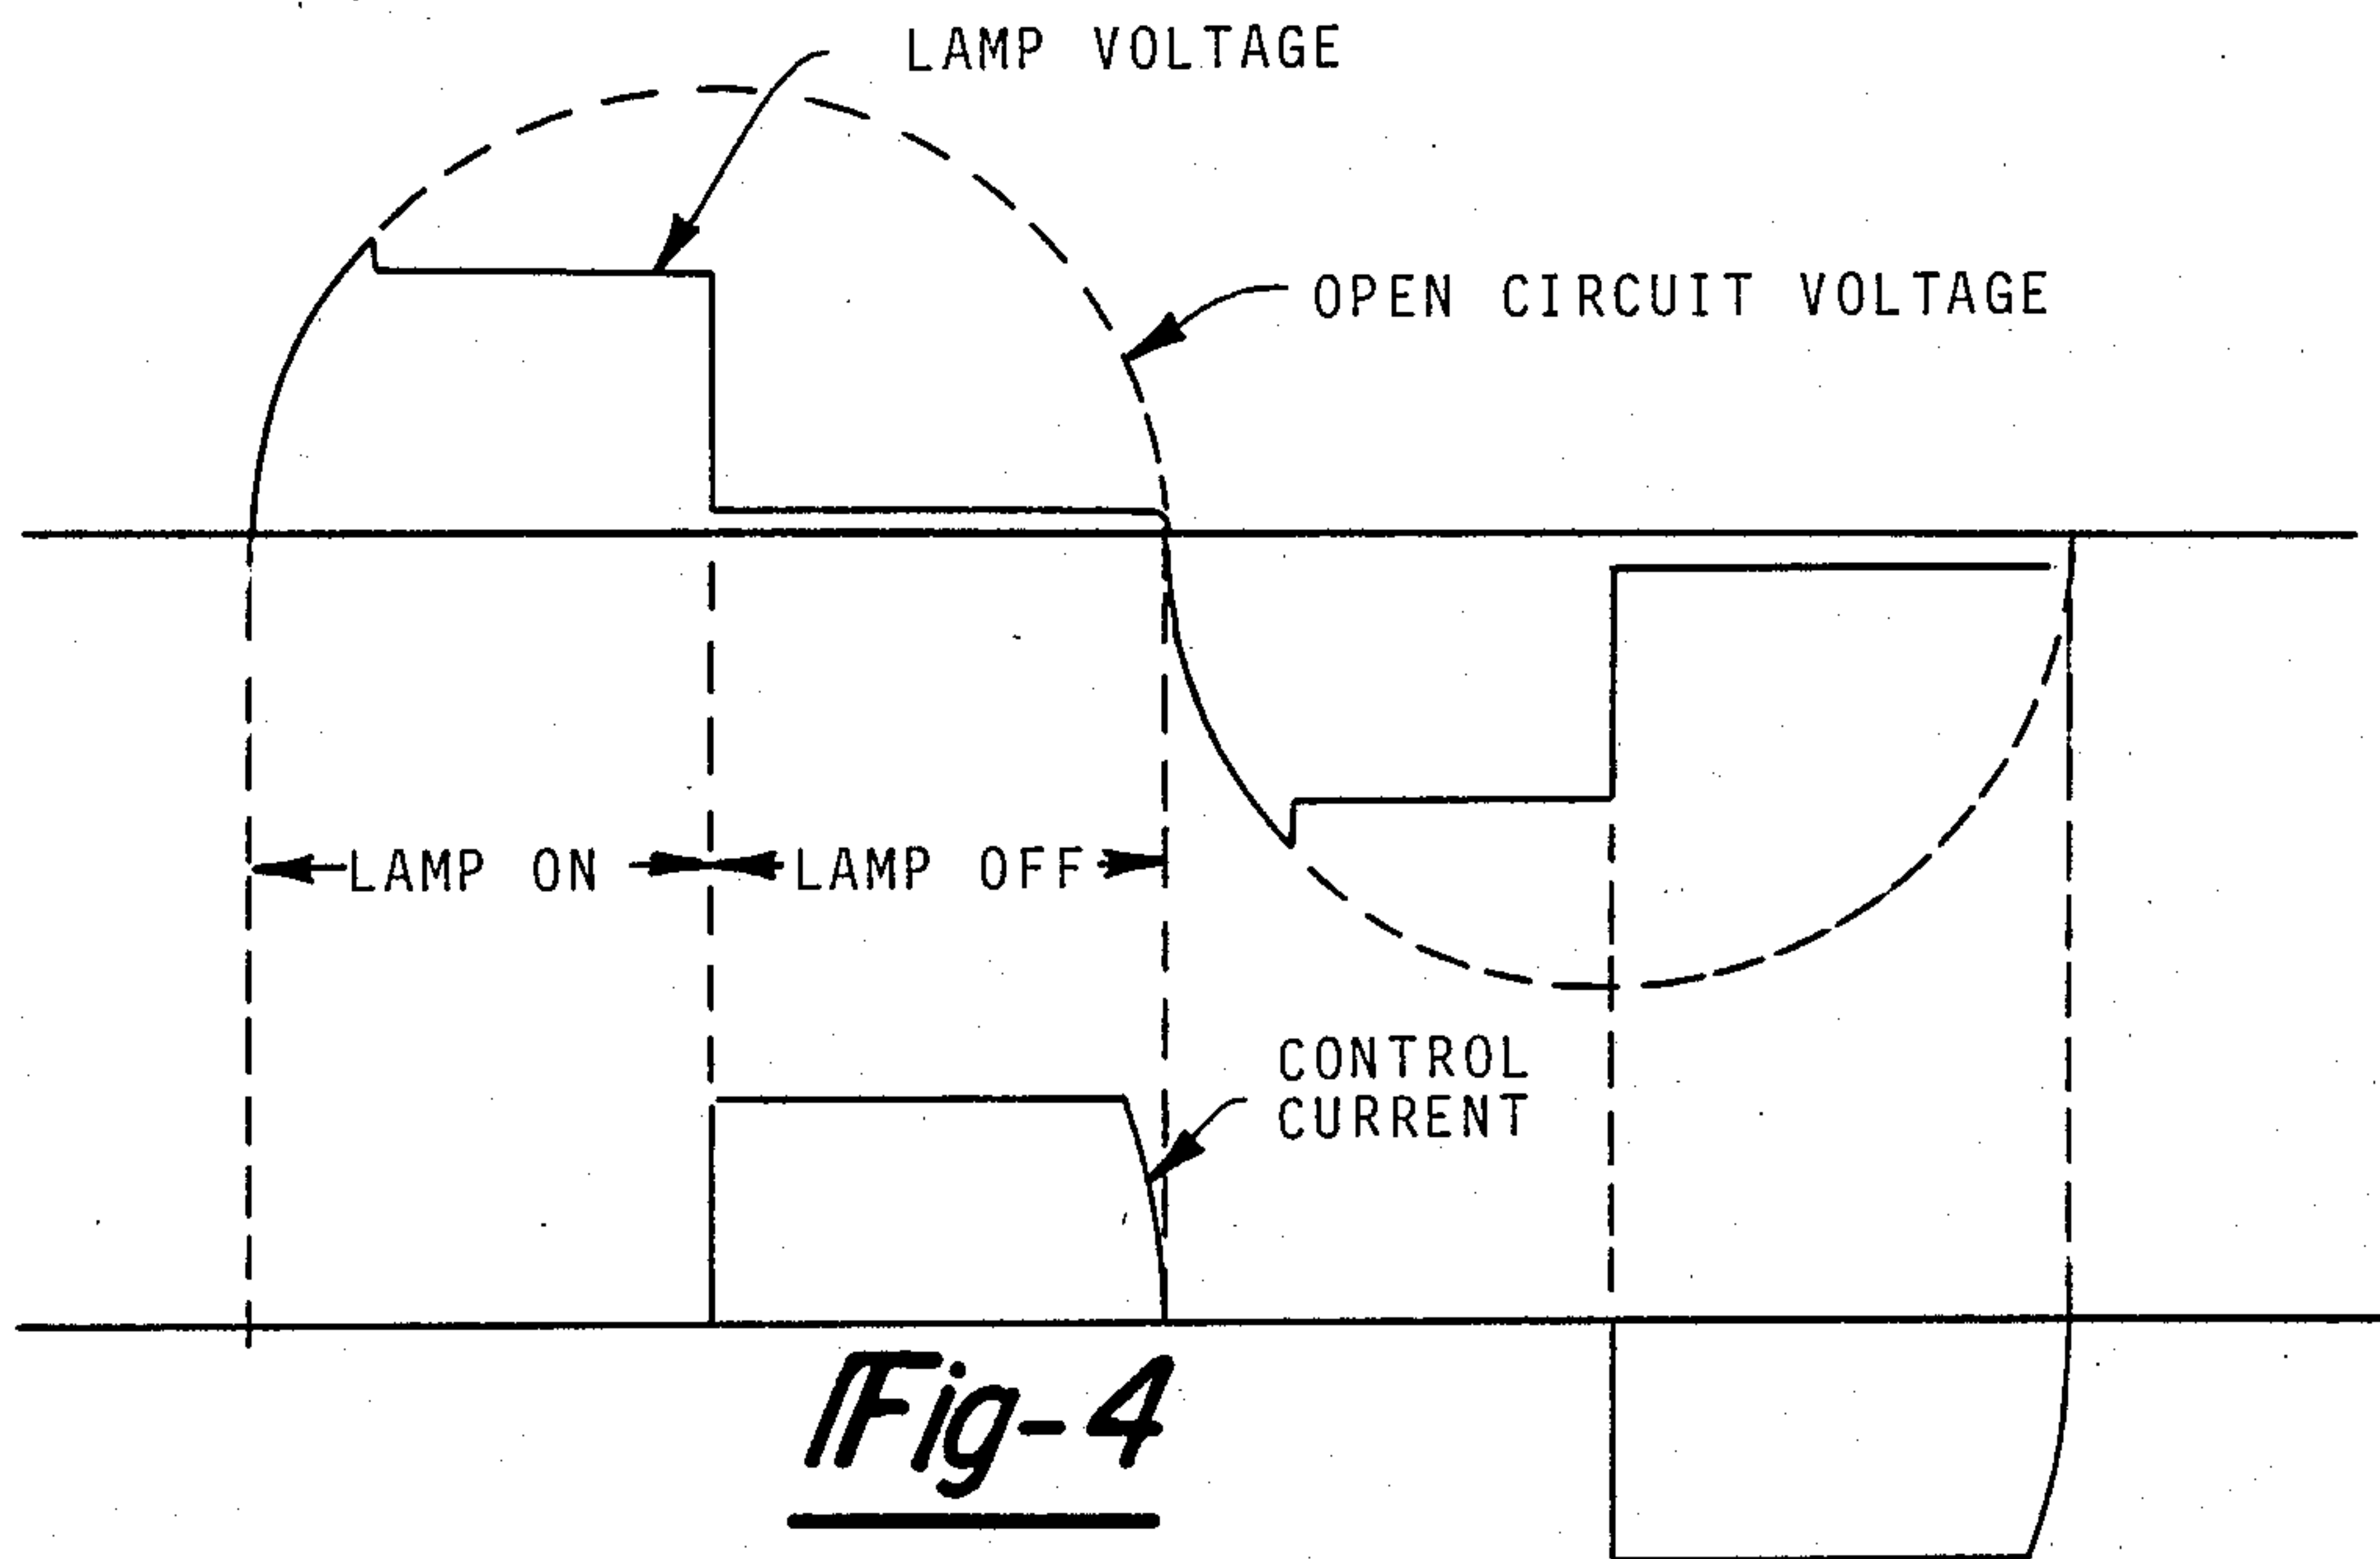 LAMP VOLTAGE
OPEN CIRCUIT VOLTAGE
LAMP ON
LAMP OFF
CONTROL
CURRENT
Fig-4